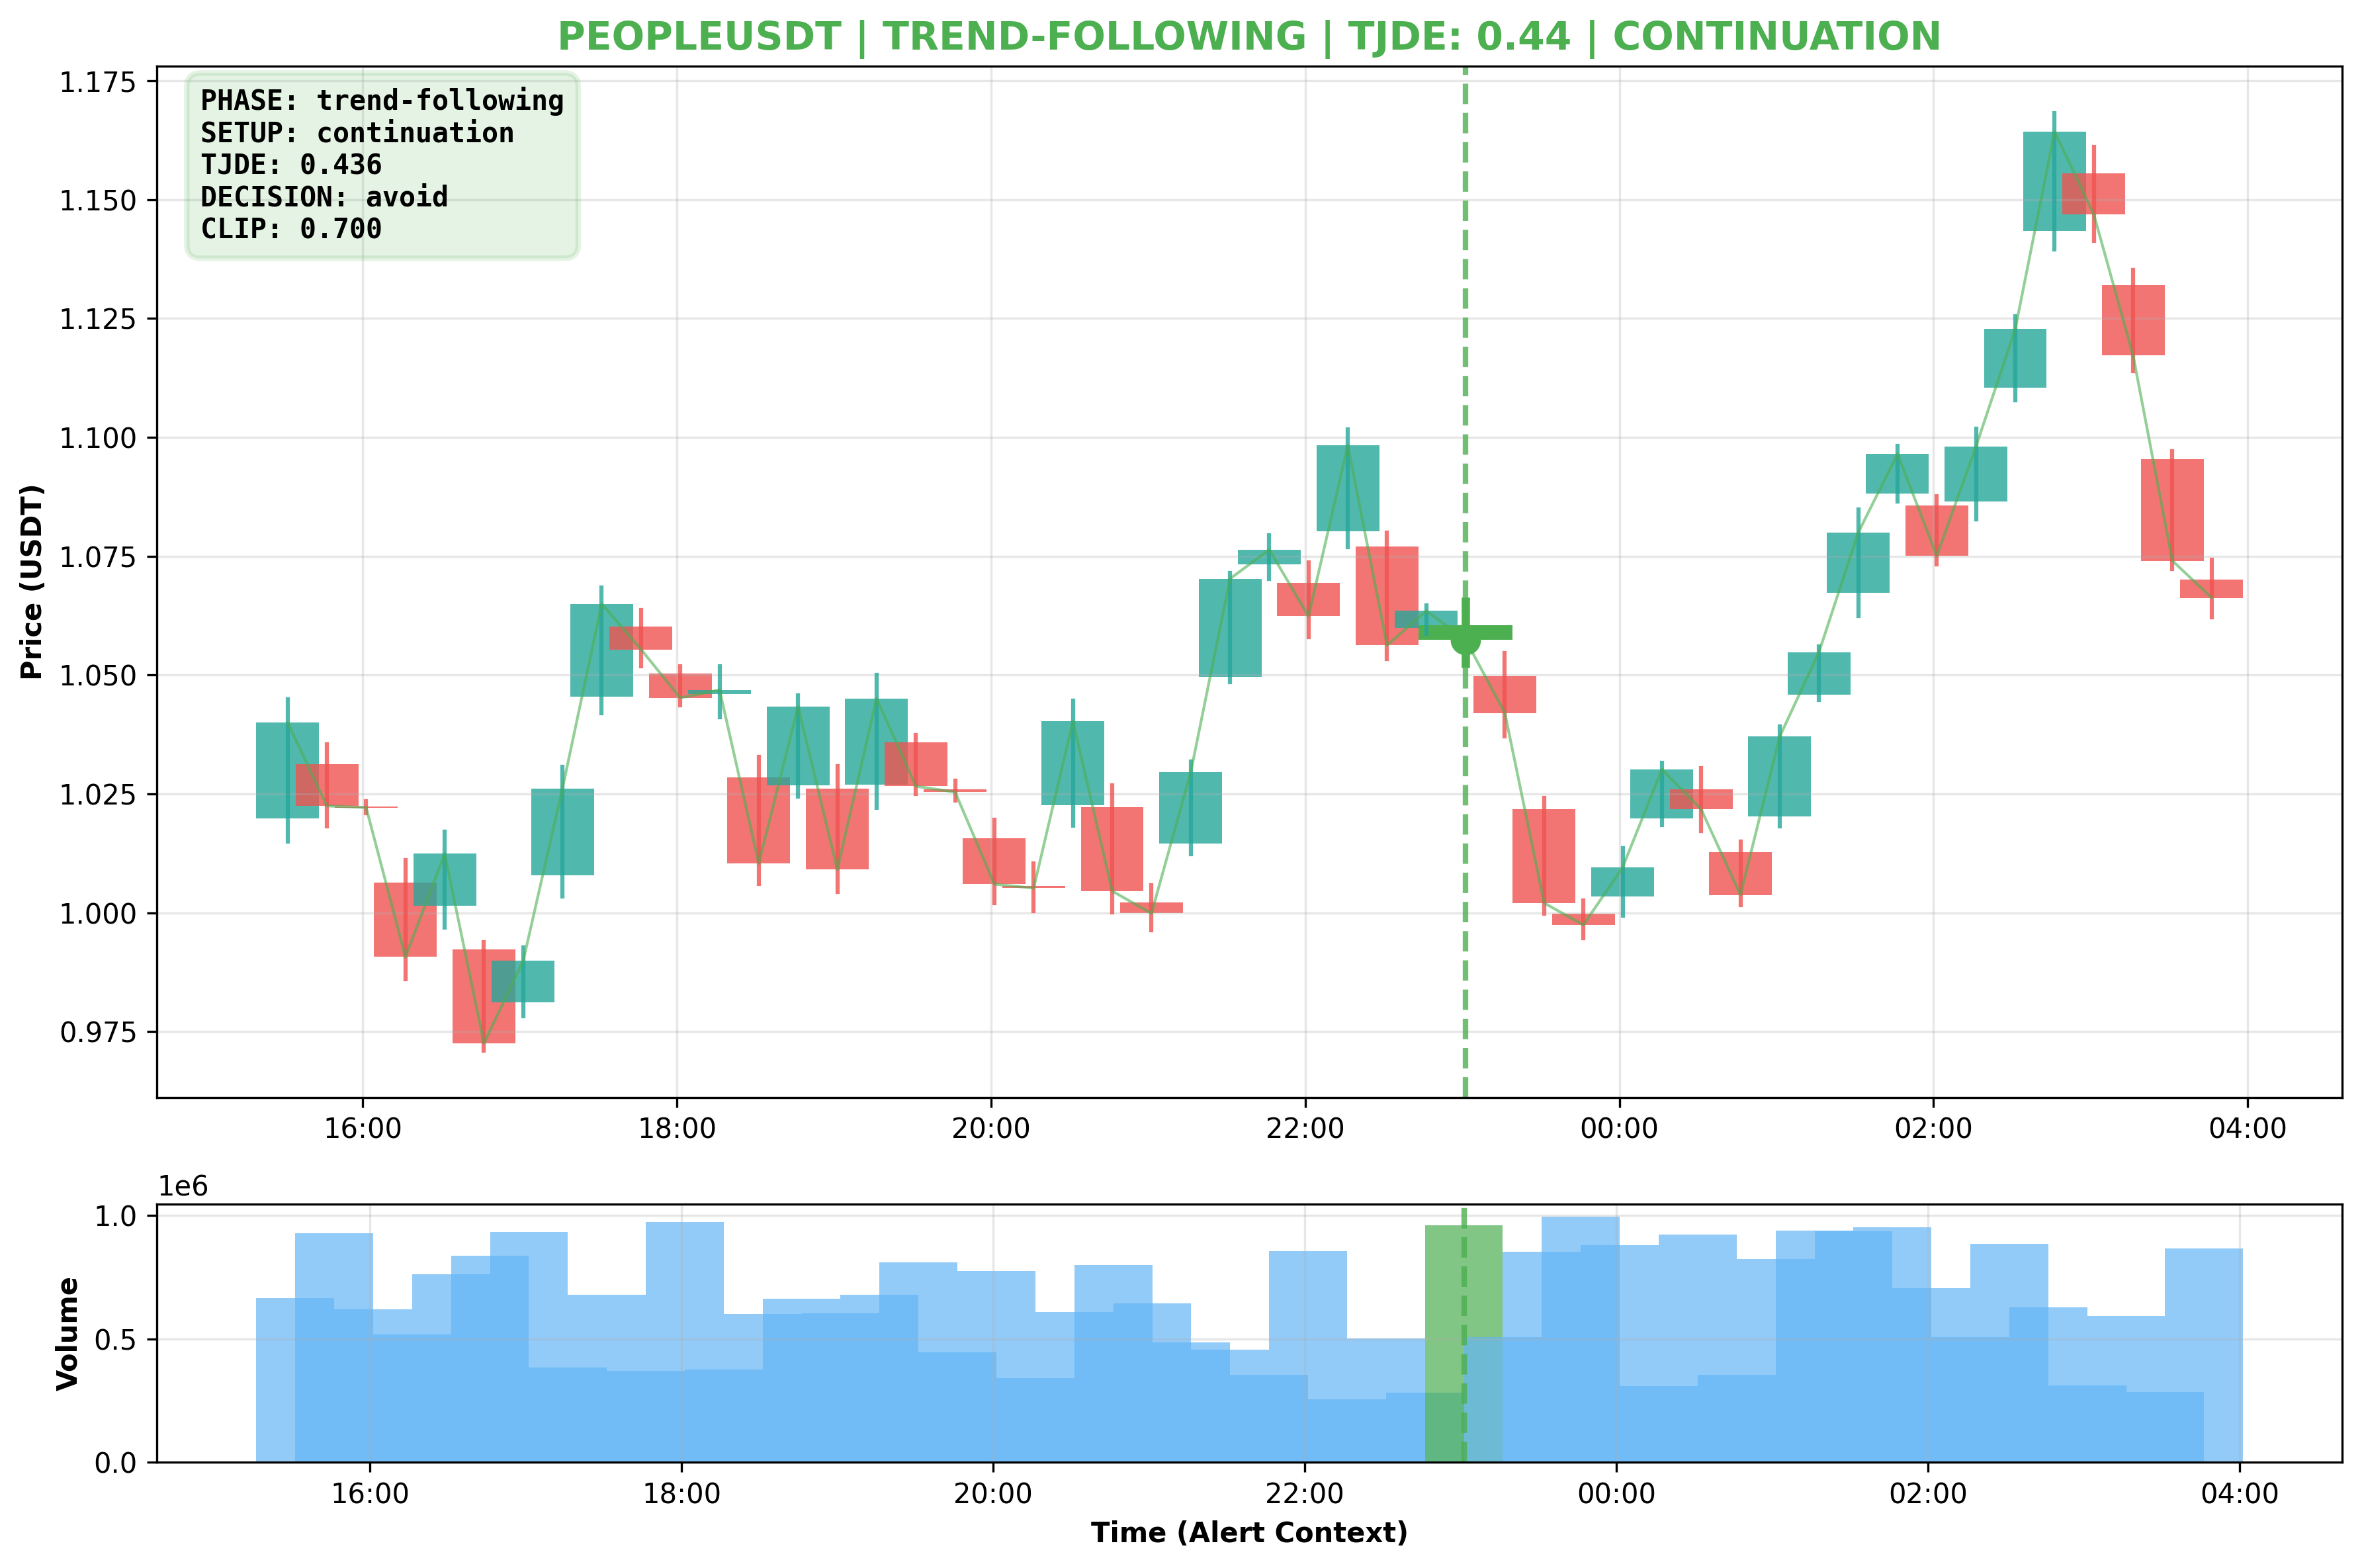 PEOPLEUSDT | TREND-FOLLOWING | TJDE: 0.44 | CONTINUATION
PHASE: trend-following
SETUP: continuation
TJDE: 0.436
DECISION: avoid
CLIP: 0.700
Price (USDT)
1.175
1.150
1.125
1.100
1.075
1.050
1.025
1.000
0.975
16:00 18:00 20:00 22:00 00:00 02:00 04:00
1e6
Volume
1.0
0.5
0.0
16:00 18:00 20:00 22:00 00:00 02:00 04:00
Time (Alert Context)